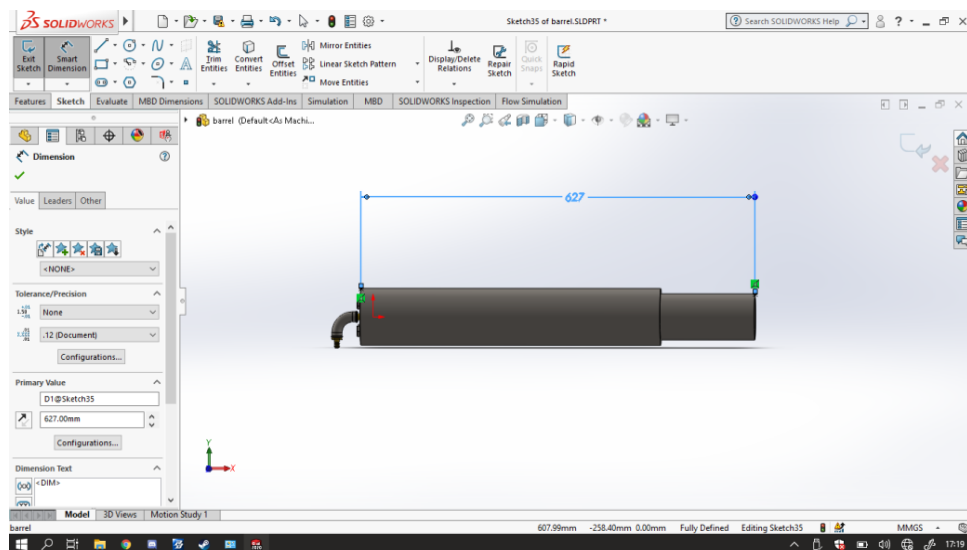 SOLIDWORKS
Sketch35 of barrel.SLDPRT *
Search SOLIDWORKS Help
Exit Sketch
Smart Dimension
Trim Entities
Convert Entities
Offset Entities
Mirror Entities
Linear Sketch Pattern
Move Entities
Display/Delete Relations
Repair Sketch
Quick Snaps
Rapid Sketch
Features Sketch Evaluate MBD Dimensions SOLIDWORKS Add-Ins Simulation MBD SOLIDWORKS Inspection Flow Simulation
barrel (Default<As Machi...
Dimension
Value Leaders Other
Style
<NONE>
Tolerance/Precision
None
.12 (Document)
Configurations...
Primary Value
D1@Sketch35
627.00mm
Configurations...
Dimension Text
<DIM>
627
Y
X
Model 3D Views Motion Study 1
barrel 607.99mm -258.40mm 0.00mm Fully Defined Editing Sketch35 MMGS
17:19